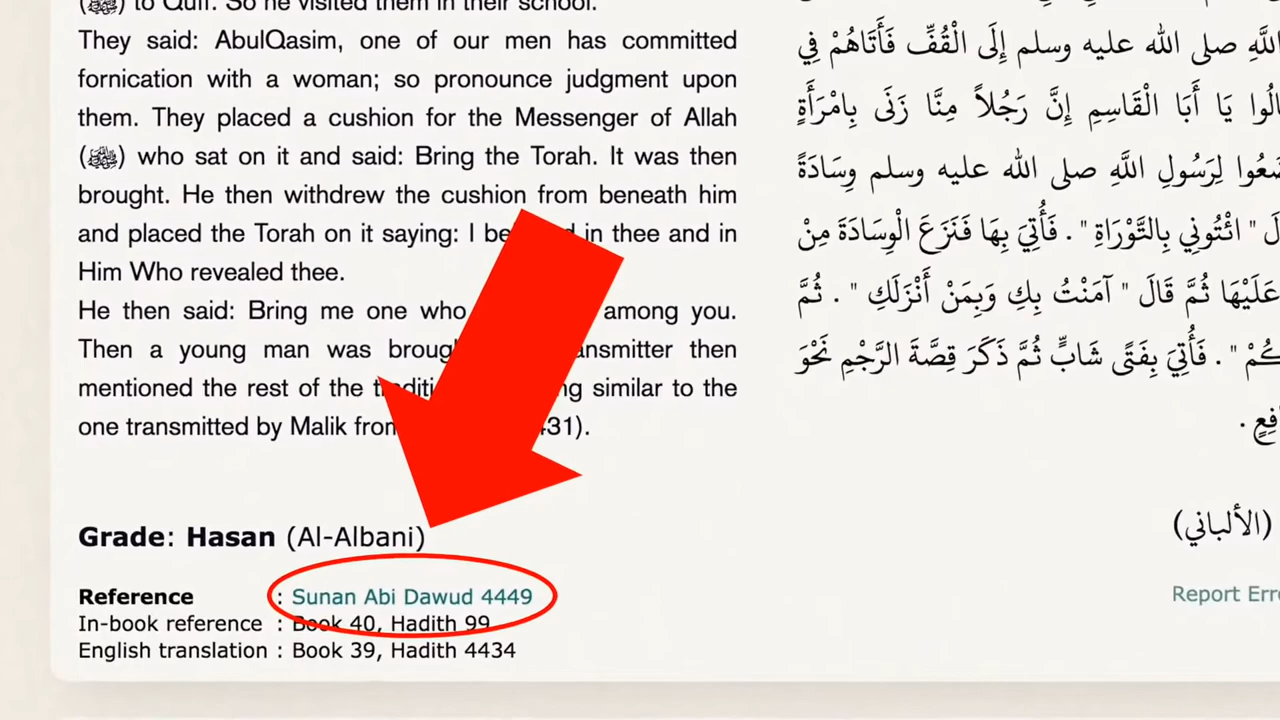 (ﷺ) to Quff. So he visited them in their school.
They said: AbulQasim, one of our men has committed
fornication with a woman; so pronounce judgment upon
them. They placed a cushion for the Messenger of Allah
(ﷺ) who sat on it and said: Bring the Torah. It was then
brought. He then withdrew the cushion from beneath him
and placed the Torah on it saying: I be in thee and in
Him Who revealed thee.
He then said: Bring me one who among you.
Then a young man was brough ansmitter then
mentioned the rest of the traditi ng similar to the
one transmitted by Malik from 431).
اللَّهِ صلى الله عليه وسلم إِلَى الْقُفِّ فَأَتَاهُمْ فِي
الُوا يَا أَبَا الْقَاسِمِ إِنَّ رَجُلاً مِنَّا زَنَى بِامْرَأَةٍ
ضَعُوا لِرَسُولِ اللَّهِ صلى الله عليه وسلم وِسَادَةً
لَ " ائْتُونِي بِالتَّوْرَاةِ " . فَأُتِيَ بِهَا فَنَزَعَ الْوِسَادَةَ مِنْ
عَلَيْهَا ثُمَّ قَالَ " آمَنْتُ بِكِ وَبِمَنْ أَنْزَلَكِ " . ثُمَّ
كُمْ " . فَأُتِيَ بِفَتًى شَابٍّ ثُمَّ ذَكَرَ قِصَّةَ الرَّجْمِ نَحْوَ
افِعٍ .
Grade: Hasan (Al-Albani)
(الألباني)
Reference : Sunan Abi Dawud 4449
In-book reference : Book 40, Hadith 99
English translation : Book 39, Hadith 4434
Report Erro